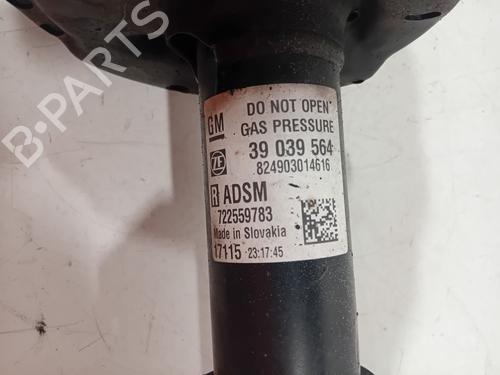 DO NOT OPEN
GM GAS PRESSURE
ZF 39 039 564
824903014616
R ADSM
722559783
Made in Slovakia
17115 23:17:45
B-PARTS